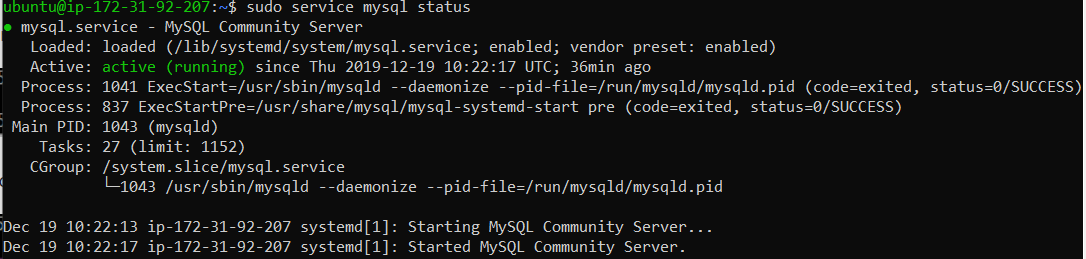 ubuntu@ip-172-31-92-207:~$ sudo service mysql status
● mysql.service - MySQL Community Server
   Loaded: loaded (/lib/systemd/system/mysql.service; enabled; vendor preset: enabled)
   Active: active (running) since Thu 2019-12-19 10:22:17 UTC; 36min ago
  Process: 1041 ExecStart=/usr/sbin/mysqld --daemonize --pid-file=/run/mysqld/mysqld.pid (code=exited, status=0/SUCCESS)
  Process: 837 ExecStartPre=/usr/share/mysql/mysql-systemd-start pre (code=exited, status=0/SUCCESS)
 Main PID: 1043 (mysqld)
    Tasks: 27 (limit: 1152)
   CGroup: /system.slice/mysql.service
           └─1043 /usr/sbin/mysqld --daemonize --pid-file=/run/mysqld/mysqld.pid

Dec 19 10:22:13 ip-172-31-92-207 systemd[1]: Starting MySQL Community Server...
Dec 19 10:22:17 ip-172-31-92-207 systemd[1]: Started MySQL Community Server.